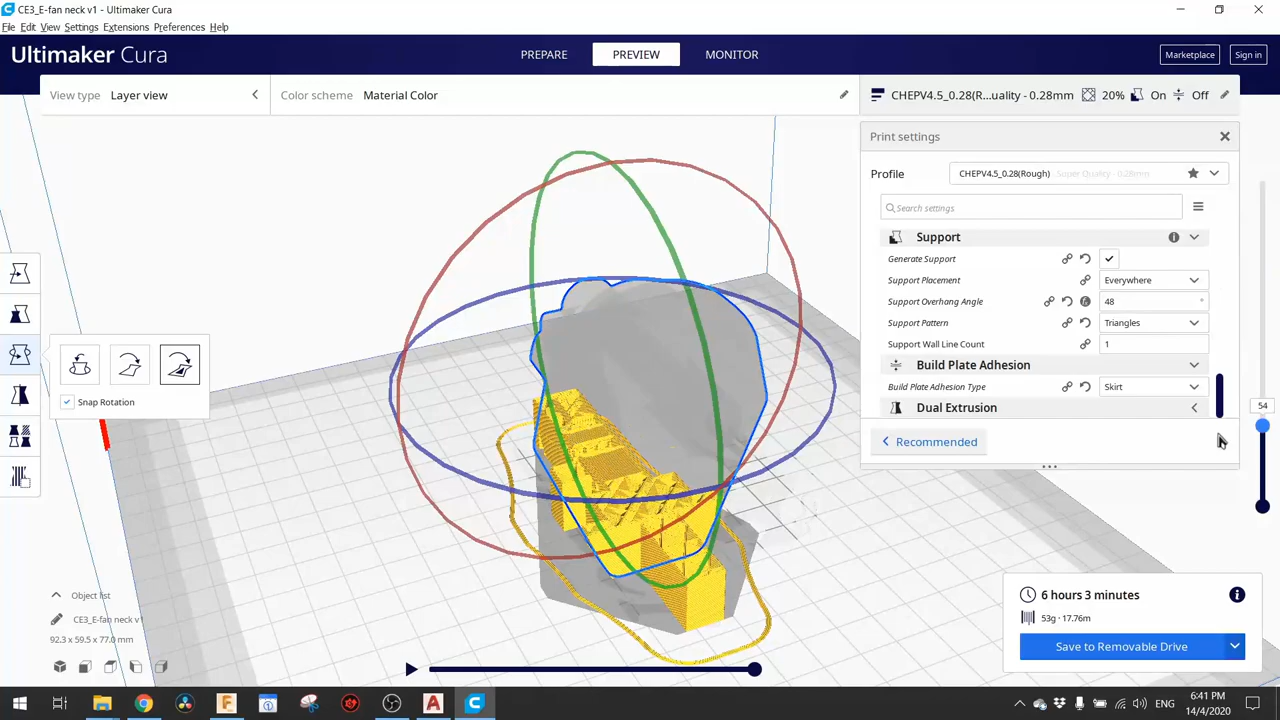 CE3_E-fan neck v1 - Ultimaker Cura
File Edit View Settings Extensions Preferences Help
Ultimaker Cura
PREPARE
PREVIEW
MONITOR
Marketplace
Sign in
View type Layer view
Color scheme Material Color
CHEPV4.5_0.28(R...uality - 0.28mm
20%
On
Off
Print settings
Profile
CHEPV4.5_0.28(Rough) Super Quality - 0.28mm
Search settings
Support
Generate Support
Support Placement
Everywhere
Support Overhang Angle
48
°
Support Pattern
Triangles
Support Wall Line Count
1
Build Plate Adhesion
Build Plate Adhesion Type
Skirt
Dual Extrusion
Recommended
54
Snap Rotation
Object list
CE3_E-fan neck v1
92.3 x 59.5 x 77.0 mm
6 hours 3 minutes
53g · 17.76m
Save to Removable Drive
ENG
6:41 PM
14/4/2020